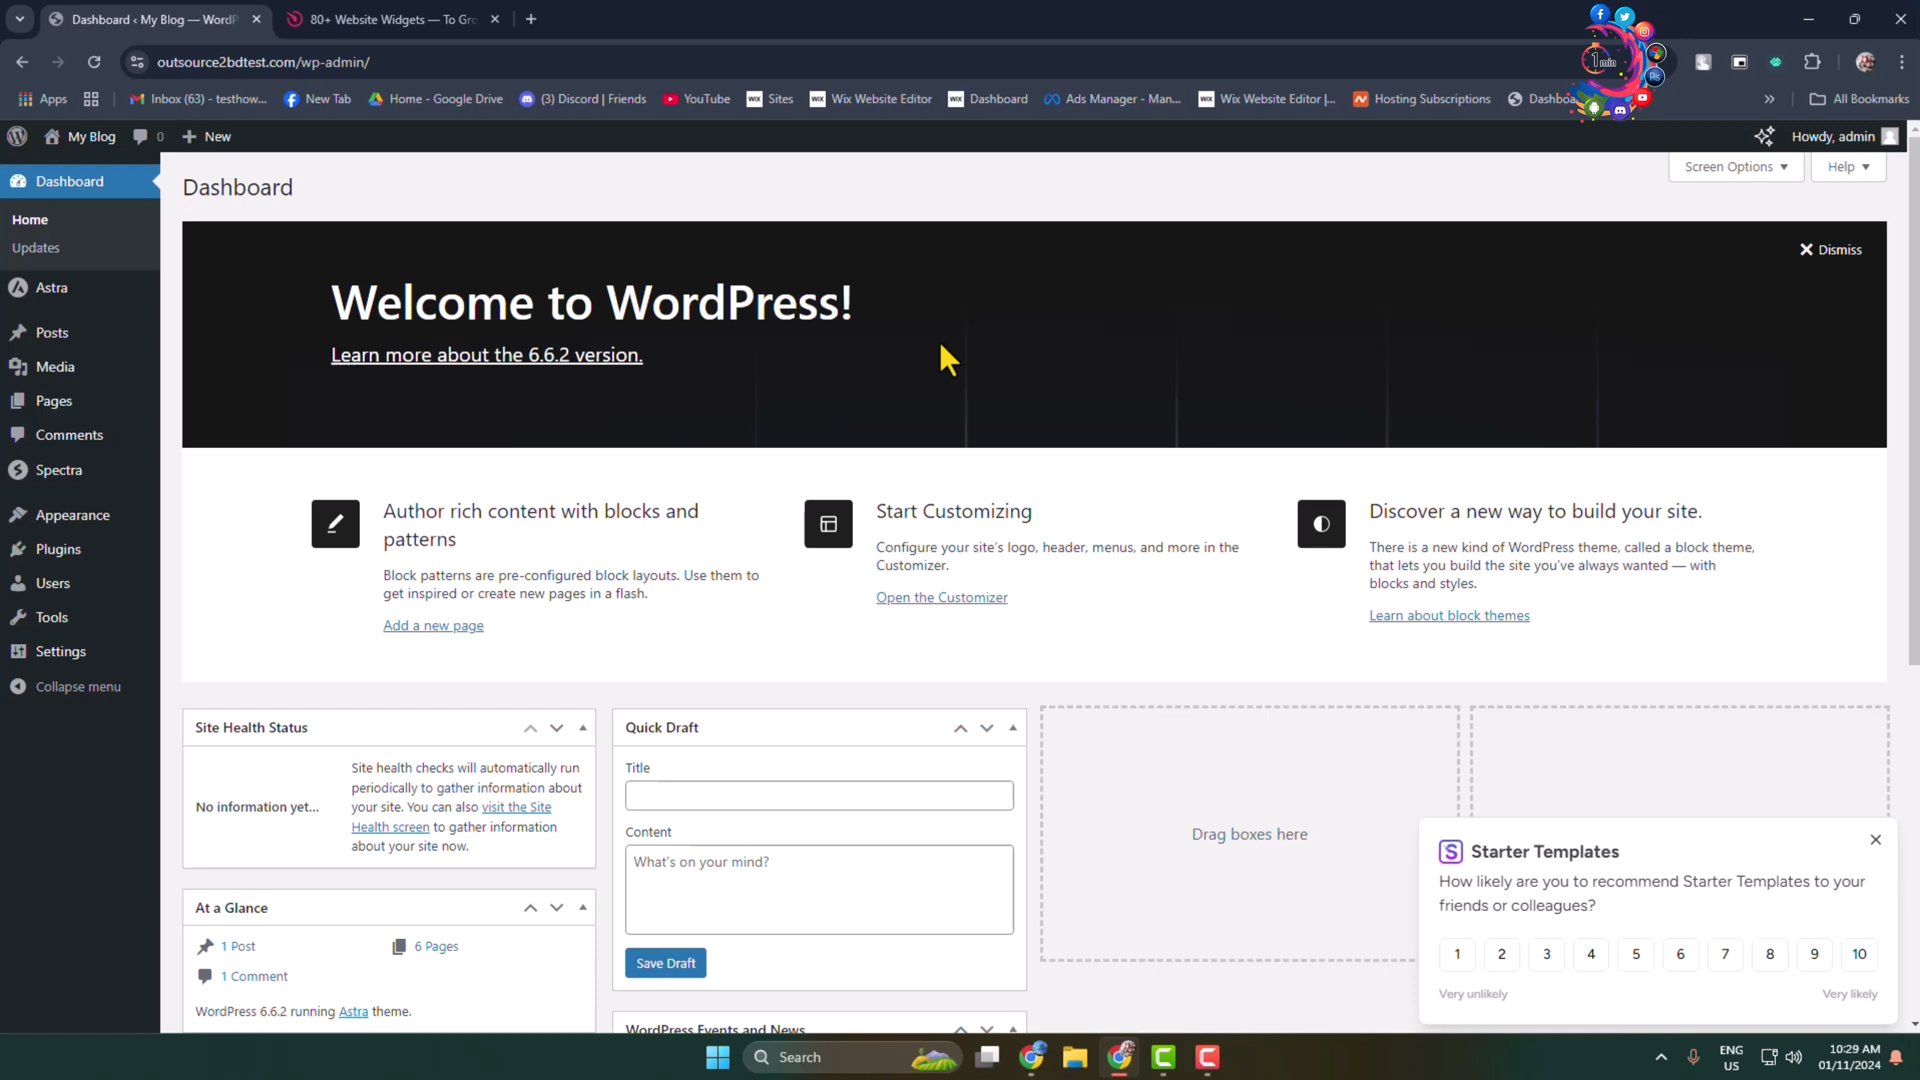 Dashboard ‹ My Blog — WordP
80+ Website Widgets — To Gro
outsource2bdtest.com/wp-admin/
1min
Apps
Inbox (63) - testhow...
New Tab
Home - Google Drive
(3) Discord | Friends
YouTube
Sites
Wix Website Editor
Dashboard
Ads Manager - Man...
Wix Website Editor |...
Hosting Subscriptions
Dashboa
All Bookmarks
My Blog
0
New
Howdy, admin
Screen Options
Help
Dashboard
Home
Updates
Astra
Posts
Media
Pages
Comments
Spectra
Appearance
Plugins
Users
Tools
Settings
Collapse menu
Dashboard
Dismiss
Welcome to WordPress!
Learn more about the 6.6.2 version.
Author rich content with blocks and
patterns
Block patterns are pre-configured block layouts. Use them to
get inspired or create new pages in a flash.
Add a new page
Start Customizing
Configure your site's logo, header, menus, and more in the
Customizer.
Open the Customizer
Discover a new way to build your site.
There is a new kind of WordPress theme, called a block theme,
that lets you build the site you've always wanted — with
blocks and styles.
Learn about block themes
Site Health Status
No information yet...
Site health checks will automatically run
periodically to gather information about
your site. You can also visit the Site
Health screen to gather information
about your site now.
At a Glance
1 Post
6 Pages
1 Comment
WordPress 6.6.2 running Astra theme.
Quick Draft
Title
Content
What's on your mind?
Save Draft
WordPress Events and News
Drag boxes here
Starter Templates
How likely are you to recommend Starter Templates to your
friends or colleagues?
1 2 3 4 5 6 7 8 9 10
Very unlikely
Very likely
Search
ENG
US
10:29 AM
01/11/2024